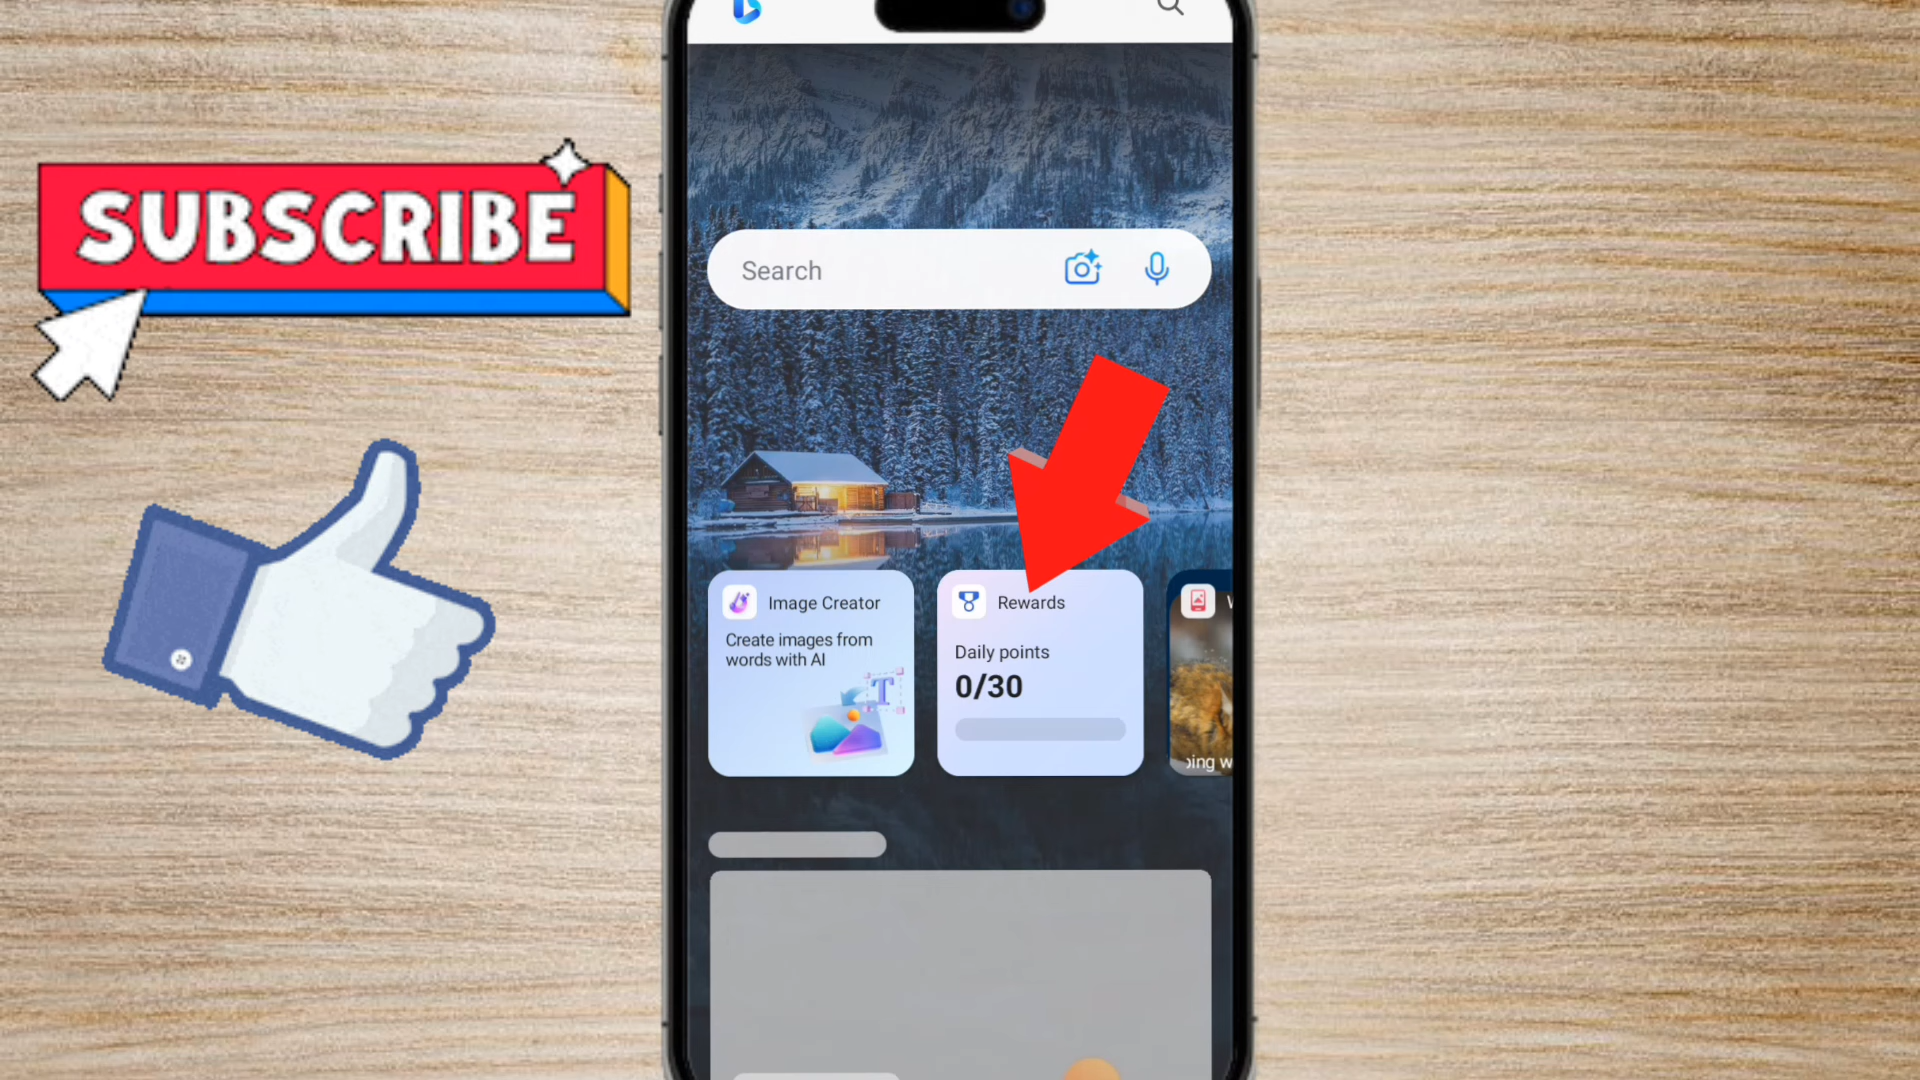 SUBSCRIBE
Search
Image Creator
Create images from
words with AI
T
Rewards
Daily points
0/30